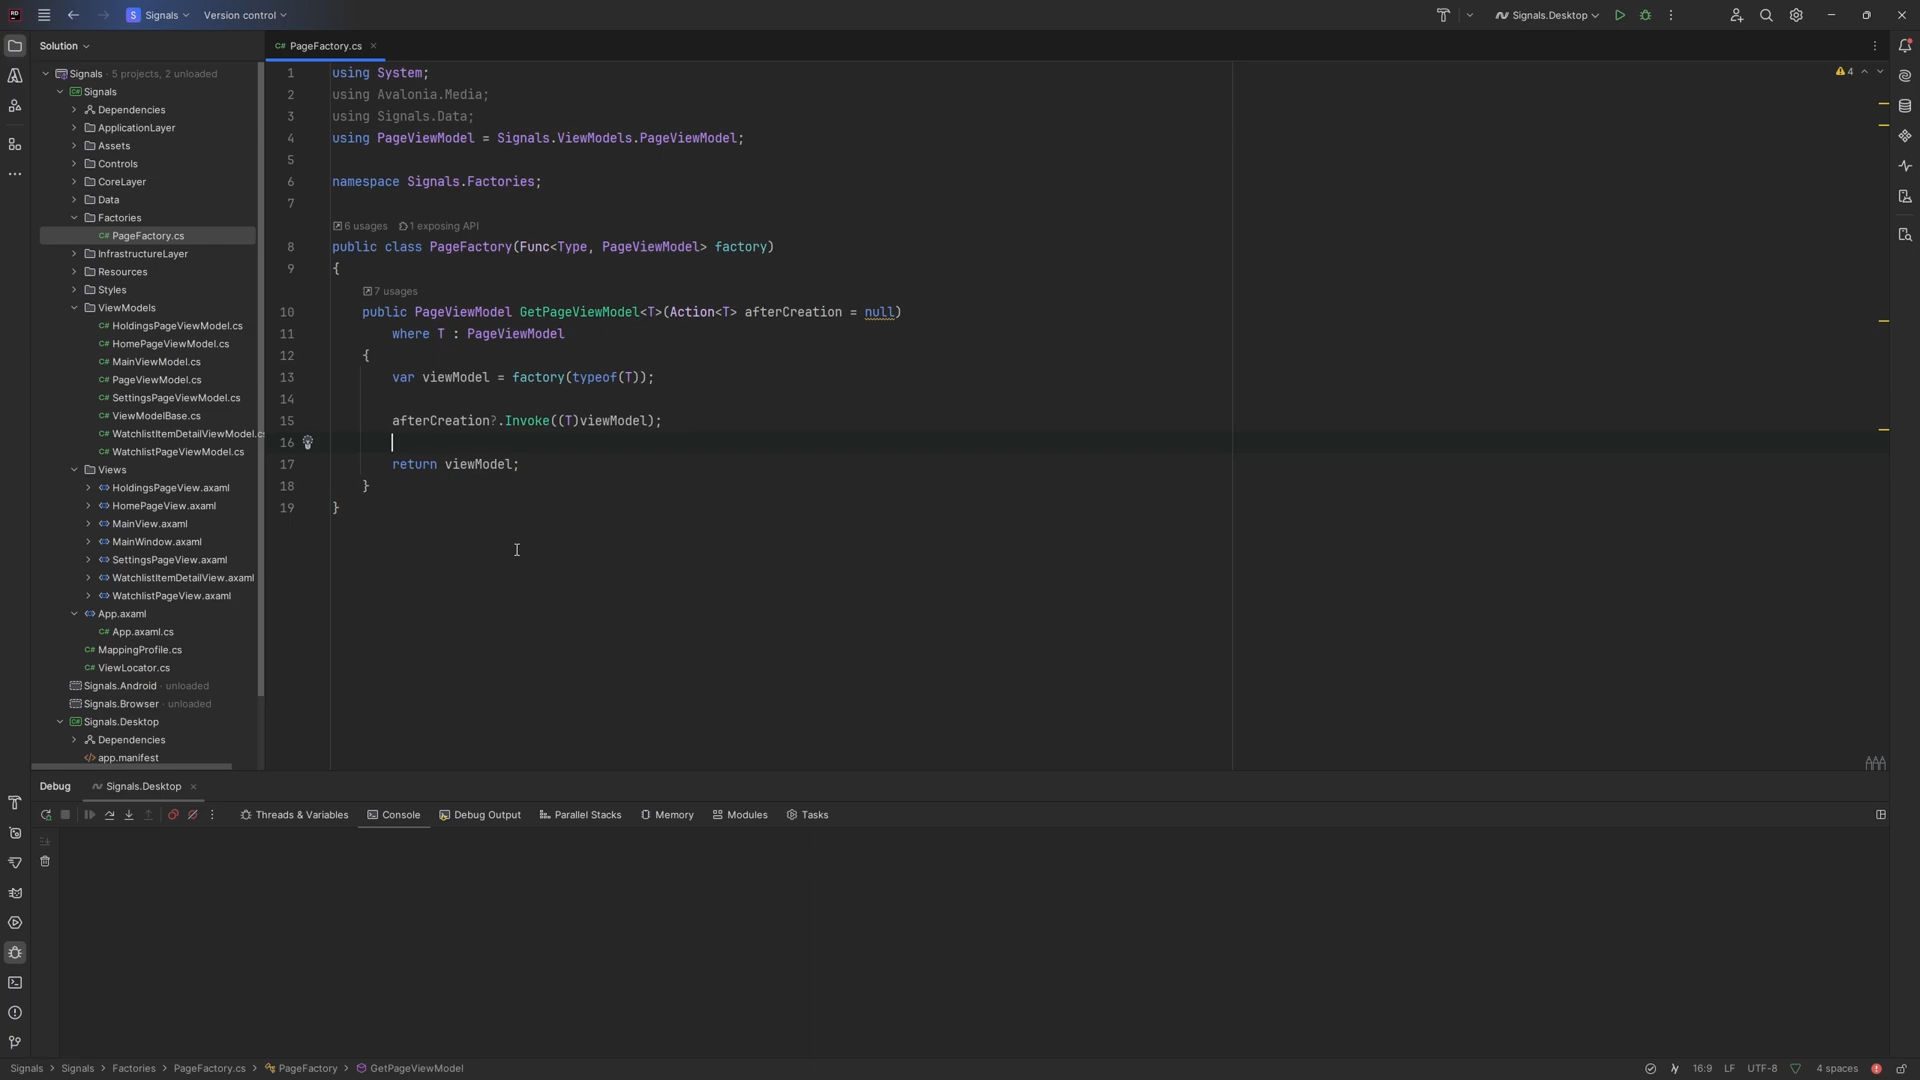 RD
S Signals
Version control
Signals.Desktop
Solution
PageFactory.cs
Signals · 5 projects, 2 unloaded
Signals
Dependencies
ApplicationLayer
Assets
Controls
CoreLayer
Data
Factories
C# PageFactory.cs
InfrastructureLayer
Resources
Styles
ViewModels
C# HoldingsPageViewModel.cs
C# HomePageViewModel.cs
C# MainViewModel.cs
C# PageViewModel.cs
C# SettingsPageViewModel.cs
C# ViewModelBase.cs
C# WatchlistItemDetailViewModel.c
C# WatchlistPageViewModel.cs
Views
HoldingsPageView.axaml
HomePageView.axaml
MainView.axaml
MainWindow.axaml
SettingsPageView.axaml
WatchlistItemDetailView.axaml
WatchlistPageView.axaml
App.axaml
C# App.axaml.cs
C# MappingProfile.cs
C# ViewLocator.cs
Signals.Android · unloaded
Signals.Browser · unloaded
Signals.Desktop
Dependencies
app.manifest
C# PageFactory.cs
4
1 using System;
2 using Avalonia.Media;
3 using Signals.Data;
4 using PageViewModel = Signals.ViewModels.PageViewModel;
5
6 namespace Signals.Factories;
7
6 usages 1 exposing API
8 public class PageFactory(Func<Type, PageViewModel> factory)
9 {
7 usages
10 public PageViewModel GetPageViewModel<T>(Action<T> afterCreation = null)
11 where T : PageViewModel
12 {
13 var viewModel = factory(typeof(T));
14
15 afterCreation?.Invoke((T)viewModel);
16
17 return viewModel;
18 }
19 }
Debug
Signals.Desktop
Threads & Variables
Console
Debug Output
Parallel Stacks
Memory
Modules
Tasks
Signals > Signals > Factories > PageFactory.cs > PageFactory > GetPageViewModel
16:9
LF
UTF-8
4 spaces